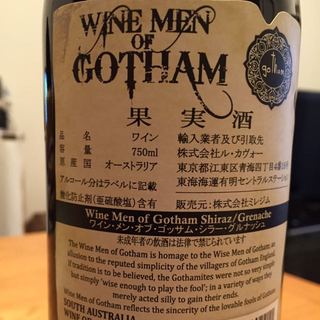 WINE MEN
OF
GOTHAM
goTham
果実酒
品名 ワイン
容量 750ml
原産国 オーストラリア
アルコール分はラベルに記載
酸化防止剤(亜硫酸塩)含有
輸入業者及び引取先
株式会社ル・カヴォー
東京都江東区青海四丁目
東海海運有明セントラルステーション
販売元:株式会社ミレジム
Wine Men of Gotham Shiraz/Grenache
ワイン・メン・オブ・ゴッサム・シラー・グルナッシュ
未成年者の飲酒は法律で禁じられています
The Wine Men of Gotham is homage to the Wise Men of Gotham; an
allusion to the reputed simplicity of the villagers of Gotham England.
If tradition is to be believed, the Gothamites were not so very simple
but simply 'wise enough to play the fool'; in a variety of ways they
merely acted silly to gain their ends.
Wine Men of Gotham reflects the sincerity of the lovable fools of Gotham
SOUTH AUSTRALIA
WINE OF